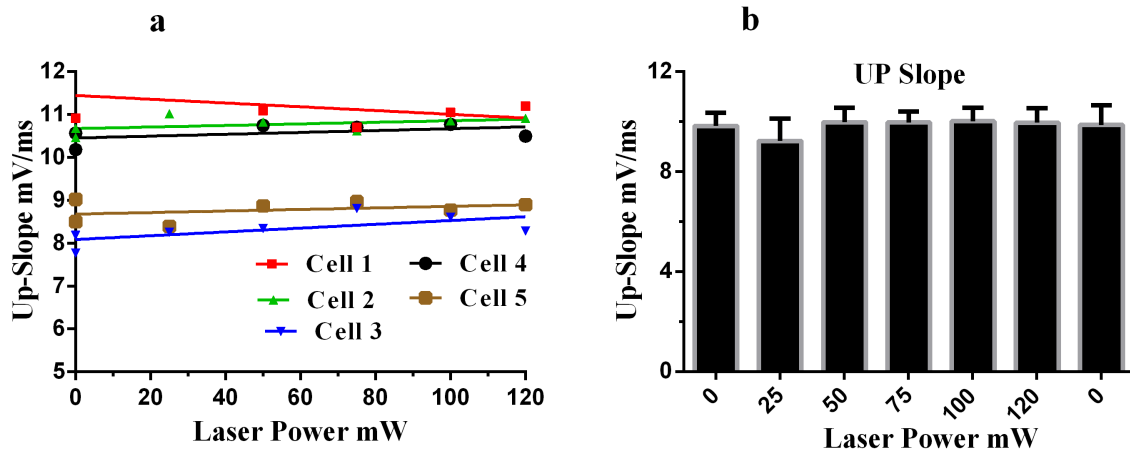 a
Up-Slope mV/ms
12
11
10
9
8
7
6
5
0
20
40
60
80
100
120
Laser Power mW
Cell 1
Cell 2
Cell 3
Cell 4
Cell 5
b
UP Slope
Up-Slope mV/ms
12
8
4
0
0
25
50
75
100
120
0
Laser Power mW